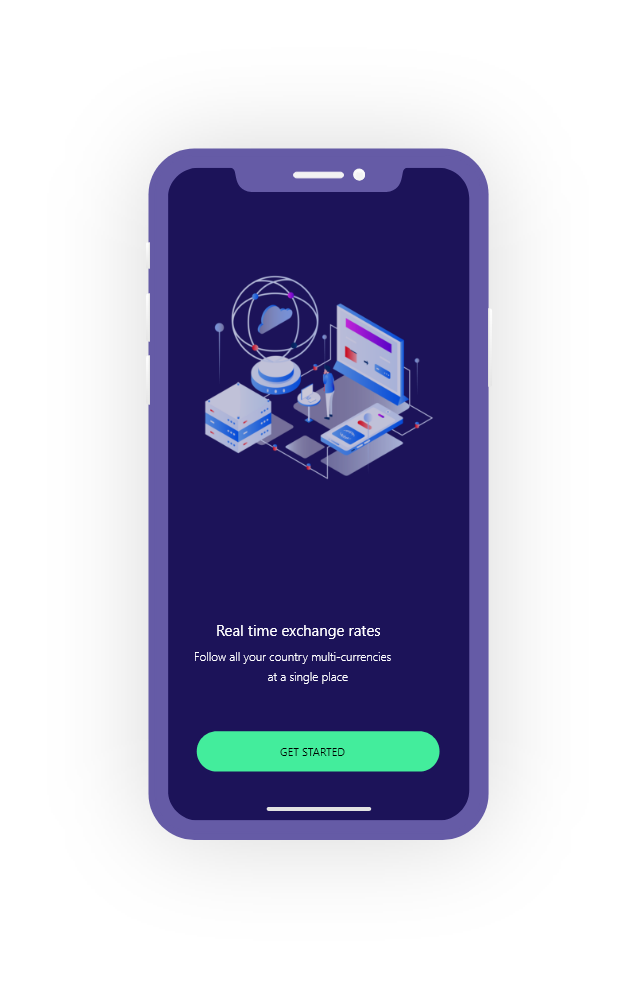 Real time exchange rates
Follow all your country multi-currencies
at a single place
GET STARTED